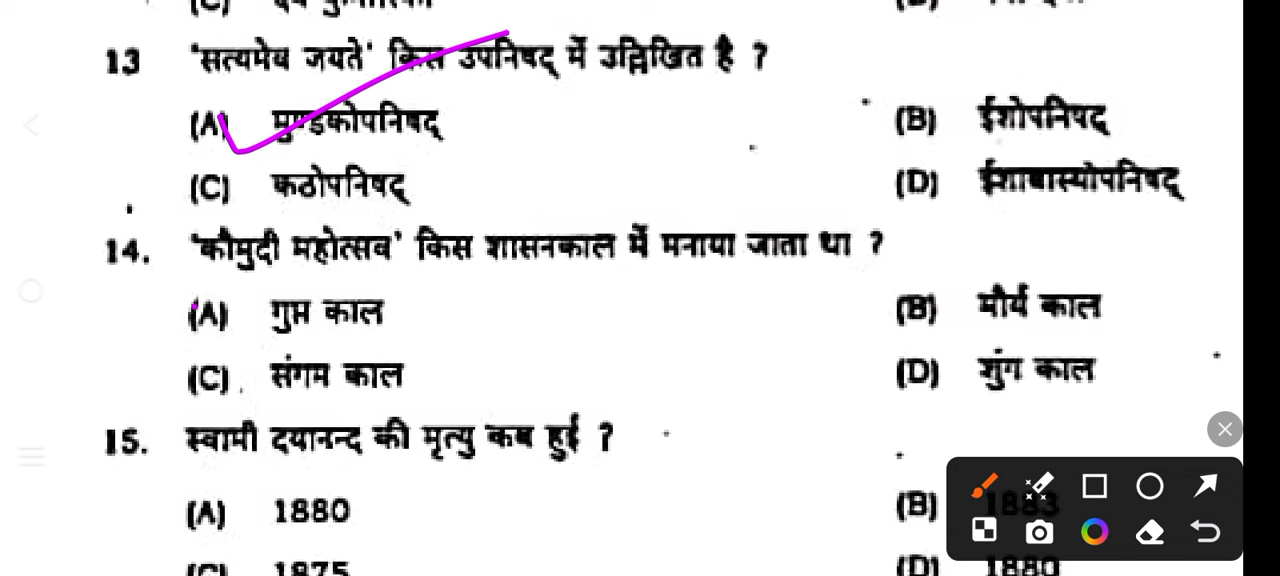 13 'सत्यमेव जयते' किस उपनिषद् में उल्लिखित है ?
(A) मुण्डकोपनिषद् (B) ईशोपनिषद्
(C) कठोपनिषद् (D) ईशावास्योपनिषद्
14. 'कौमुदी महोत्सव' किस शासनकाल में मनाया जाता था ?
(A) गुप्त काल (B) मौर्य काल
(C) संगम काल (D) शुंग काल
15. स्वामी दयानन्द की मृत्यु कब हुई ?
(A) 1880 (B) 1883
(C) 1875 (D) 1880